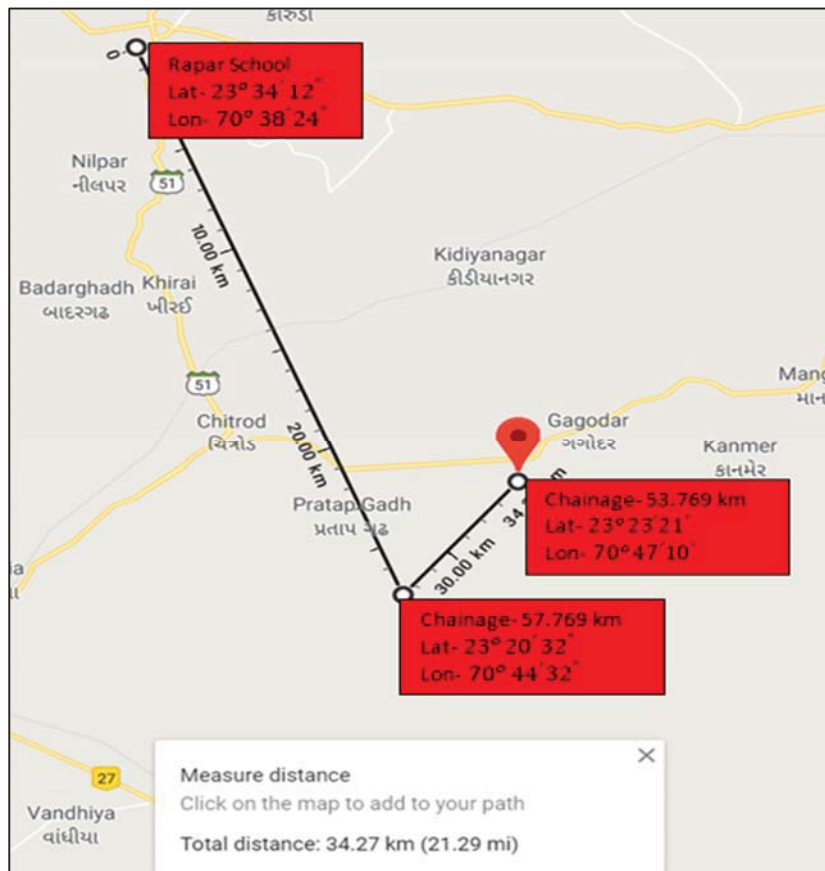 કારુડા
0
Rapar School
Lat- 23° 34´ 12˝
Lon- 70° 38´ 24˝
Nilpar
નીલપર
51
10.00 km
Kidiyanagar
કીડીયાનગર
Badarghadh
બાદરગઢ
Khirai
ખીરઈ
51
Mang
માન
Chitrod
ચિત્રોડ
20.00 km
Gagodar
ગગોદર
Kanmer
કાનમેર
Pratap Gadh
પ્રતાપ ગઢ
Chainage- 53.769 km
Lat- 23° 23´ 21˝
Lon- 70° 47´ 10˝
30.00 km
Chainage- 57.769 km
Lat- 23° 20´ 32˝
Lon- 70° 44´ 32˝
27
Vandhiya
વાંધીયા
Measure distance
Click on the map to add to your path
Total distance: 34.27 km (21.29 mi)